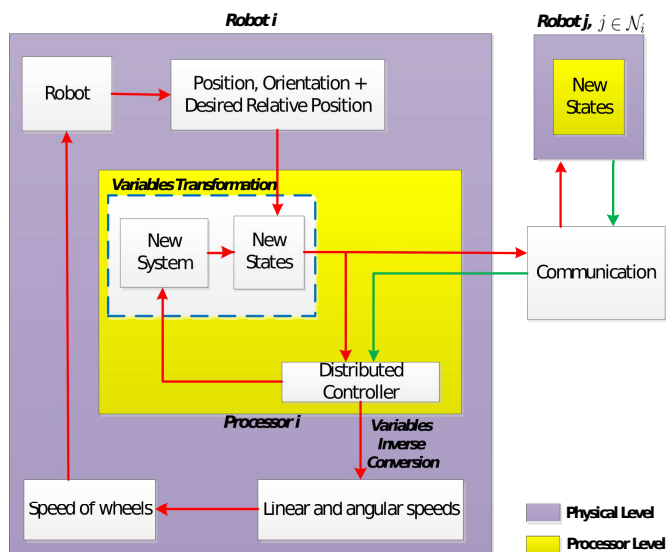 Robot i
Robot j, j ∈ 𝒩ᵢ
Robot
Position, Orientation +
Desired Relative Position
New
States
Variables Transformation
New
System
New
States
Communication
Distributed
Controller
Processor i
Variables
Inverse
Conversion
Speed of wheels
Linear and angular speeds
Physical Level
Processor Level